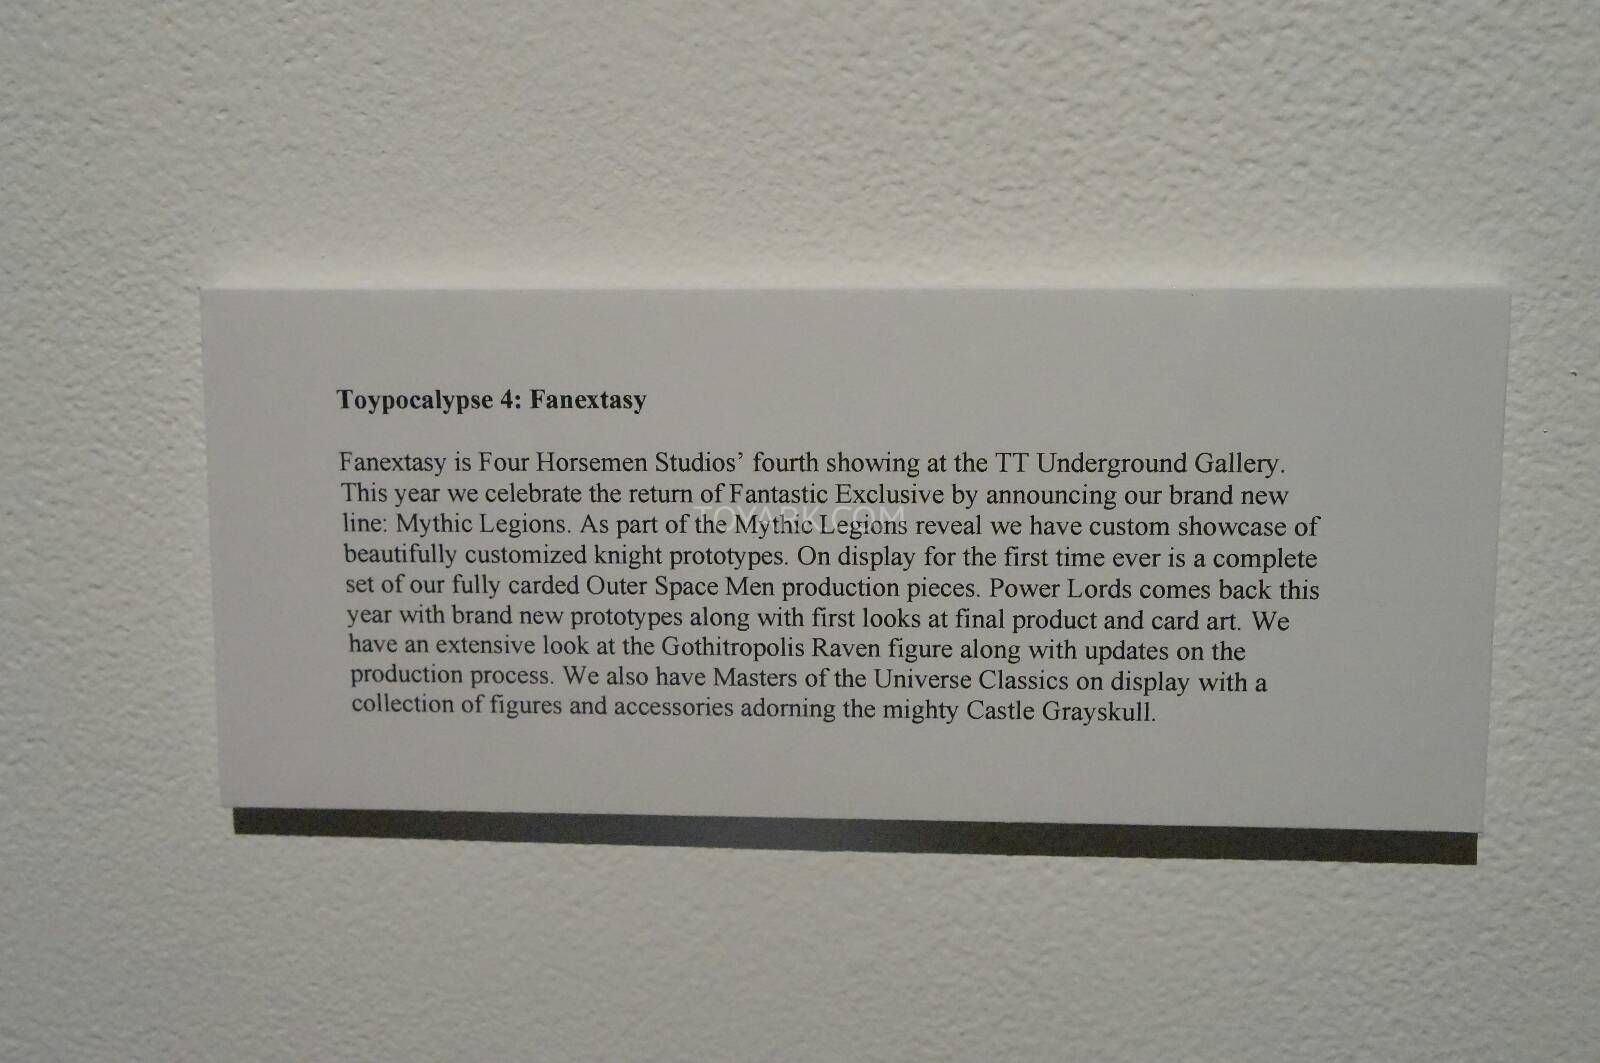 Toypocalypse 4: Fanextasy
Fanextasy is Four Horsemen Studios’ fourth showing at the TT Underground Gallery.
This year we celebrate the return of Fantastic Exclusive by announcing our brand new
line: Mythic Legions. As part of the Mythic Legions reveal we have custom showcase of
beautifully customized knight prototypes. On display for the first time ever is a complete
set of our fully carded Outer Space Men production pieces. Power Lords comes back this
year with brand new prototypes along with first looks at final product and card art. We
have an extensive look at the Gothitropolis Raven figure along with updates on the
production process. We also have Masters of the Universe Classics on display with a
collection of figures and accessories adorning the mighty Castle Grayskull.
TOYARK.COM